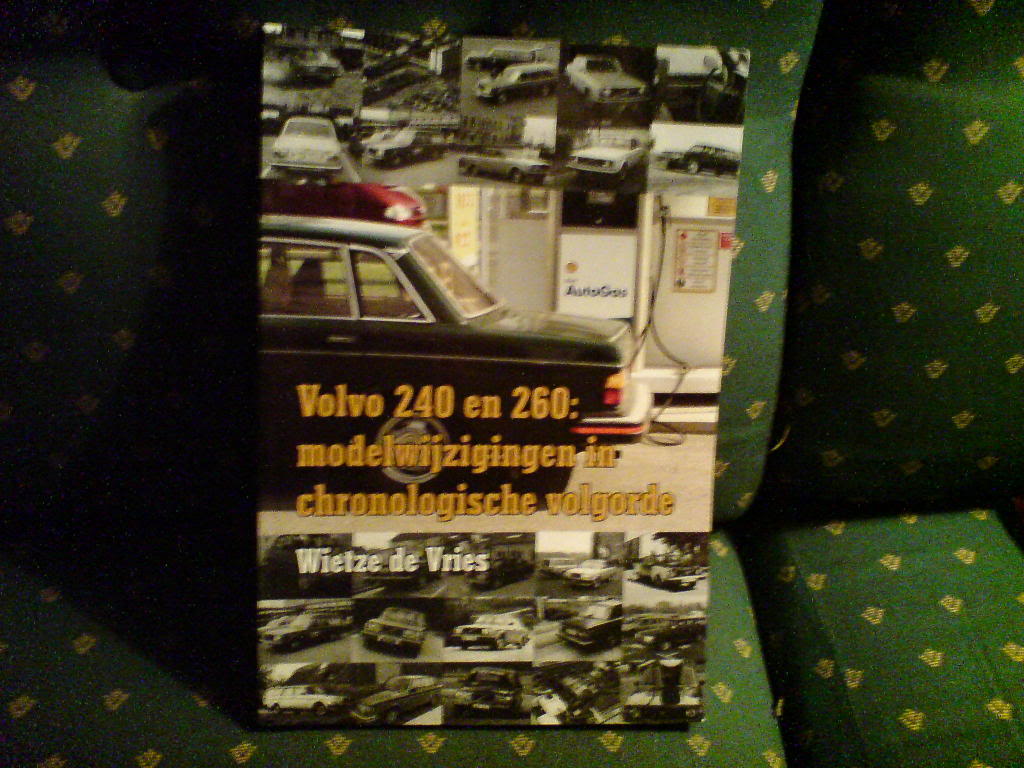 AutoGas
Volvo 240 en 260:
modelwijzigingen in
chronologische volgorde
Wietze de Vries